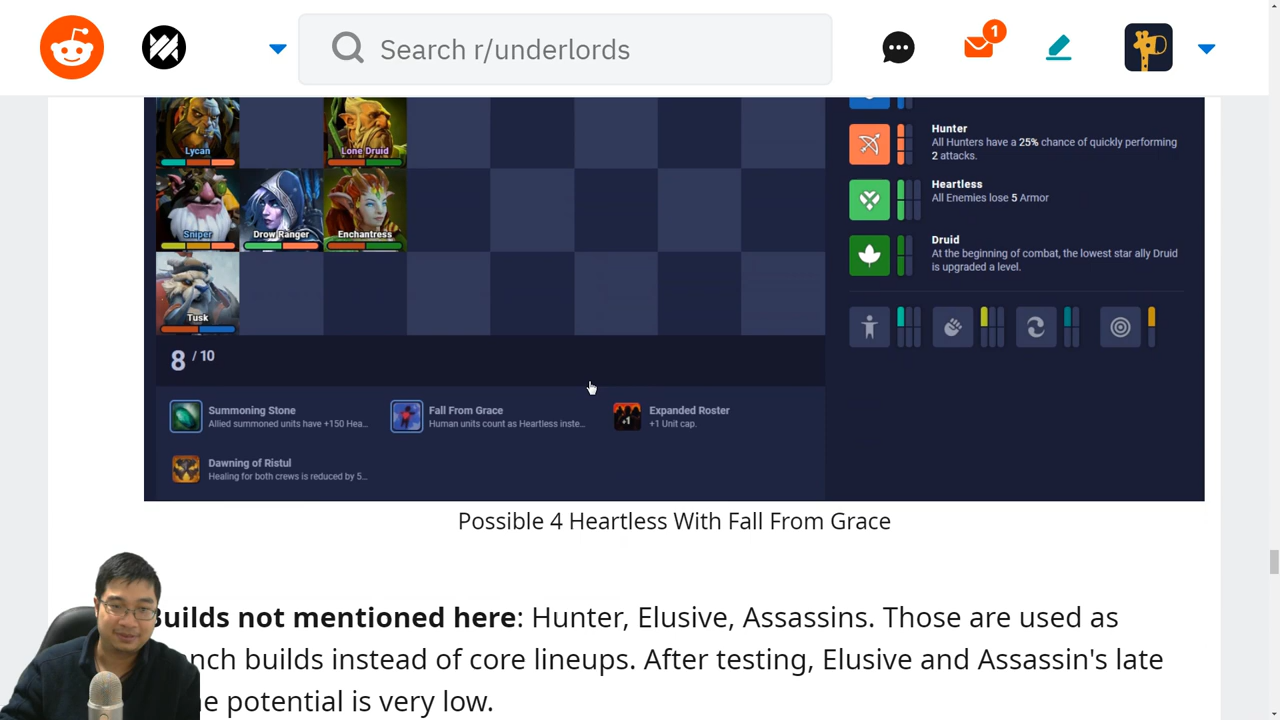 Search r/underlords
1
Lycan
Lone Druid
Sniper
Drow Ranger
Enchantress
Tusk
8 / 10
Summoning Stone
Allied summoned units have +150 Hea...
Fall From Grace
Human units count as Heartless inste...
Expanded Roster
+1 Unit cap.
+1
Dawning of Ristul
Healing for both crews is reduced by 5...
Hunter
All Hunters have a 25% chance of quickly performing
2 attacks.
Heartless
All Enemies lose 5 Armor
Druid
At the beginning of combat, the lowest star ally Druid
is upgraded a level.
Possible 4 Heartless With Fall From Grace
Builds not mentioned here: Hunter, Elusive, Assassins. Those are used as
nch builds instead of core lineups. After testing, Elusive and Assassin's late
e potential is very low.